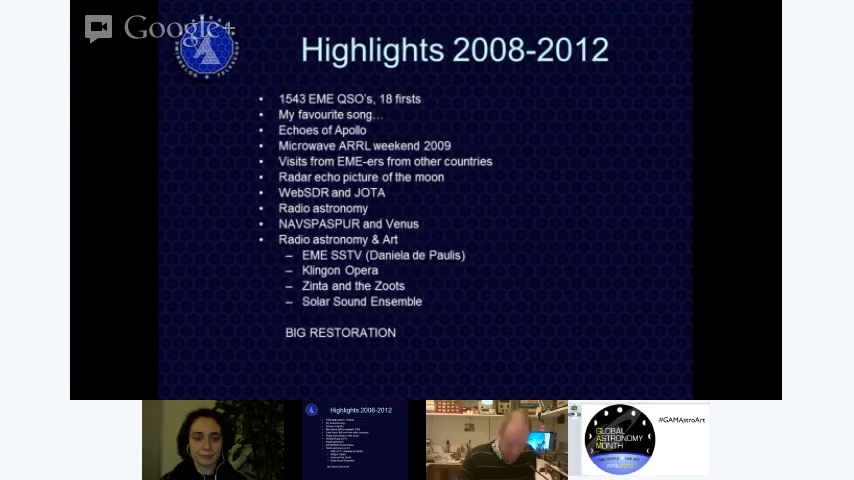 Google+
Highlights 2008-2012
• 1543 EME QSO's, 18 firsts
• My favourite song...
• Echoes of Apollo
• Microwave ARRL weekend 2009
• Visits from EME-ers from other countries
• Radar echo picture of the moon
• WebSDR and JOTA
• Radio astronomy
• NAVSPASPUR and Venus
• Radio astronomy & Art
– EME SSTV (Daniela de Paulis)
– Klingon Opera
– Zinta and the Zoots
– Solar Sound Ensemble
BIG RESTORATION
Highlights 2008-2012
GLOBAL
ASTRONOMY
MONTH
#GAMAstroArt